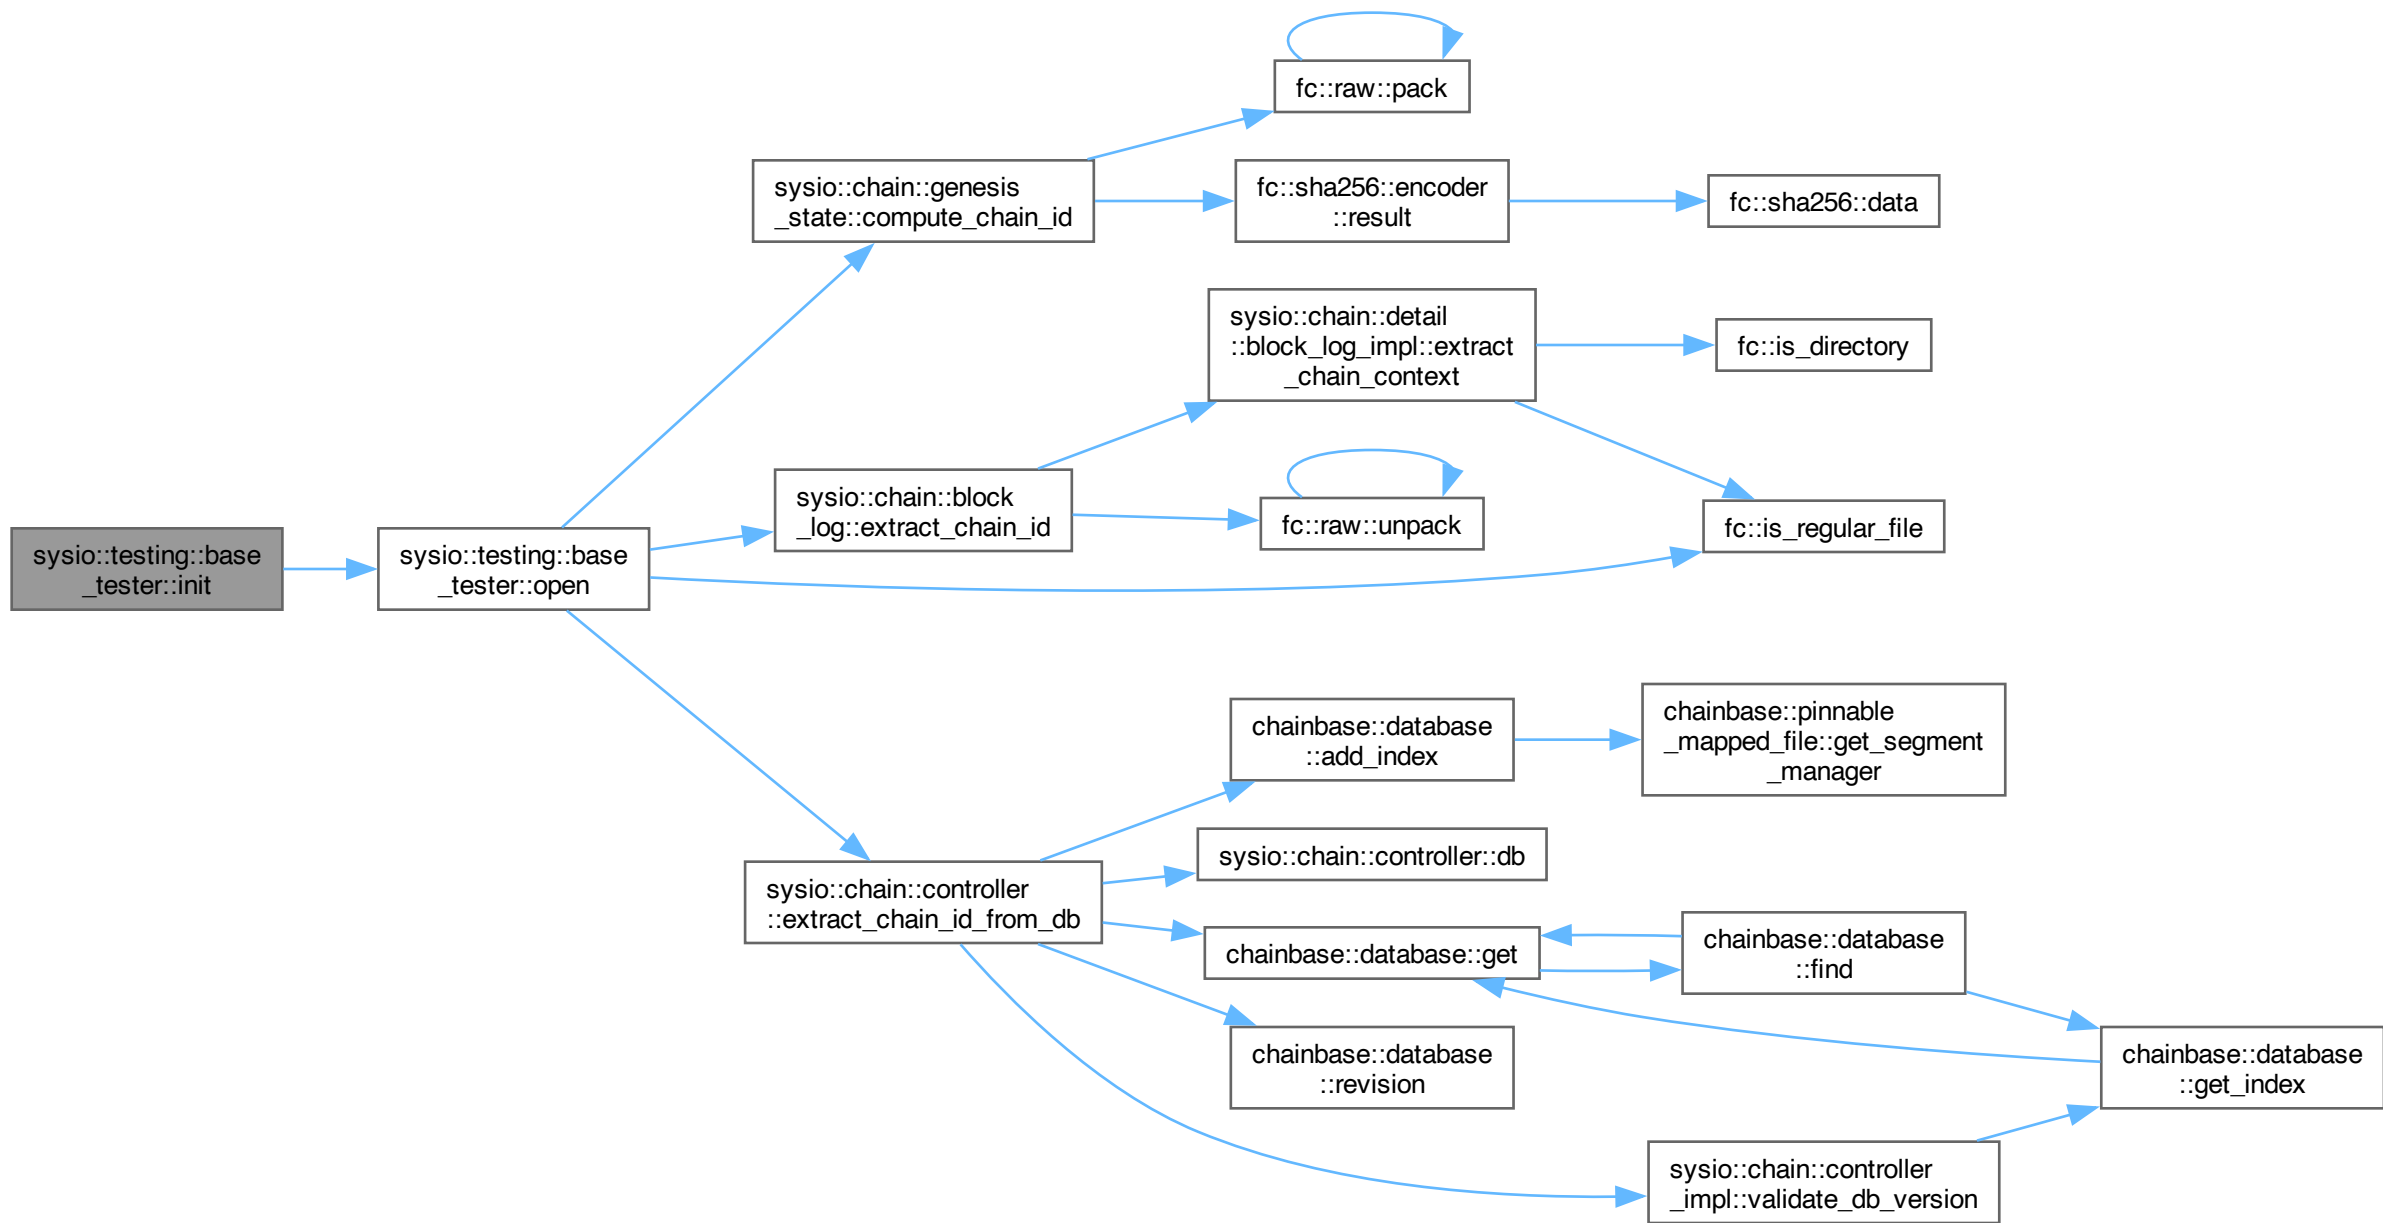 fc::raw::pack
sysio::chain::genesis
_state::compute_chain_id
fc::sha256::encoder
::result
fc::sha256::data
sysio::chain::detail
::block_log_impl::extract
_chain_context
fc::is_directory
sysio::chain::block
_log::extract_chain_id
fc::raw::unpack
fc::is_regular_file
sysio::testing::base
_tester::init
sysio::testing::base
_tester::open
chainbase::database
::add_index
chainbase::pinnable
_mapped_file::get_segment
_manager
sysio::chain::controller::db
sysio::chain::controller
::extract_chain_id_from_db
chainbase::database::get
chainbase::database
::find
chainbase::database
::revision
chainbase::database
::get_index
sysio::chain::controller
_impl::validate_db_version